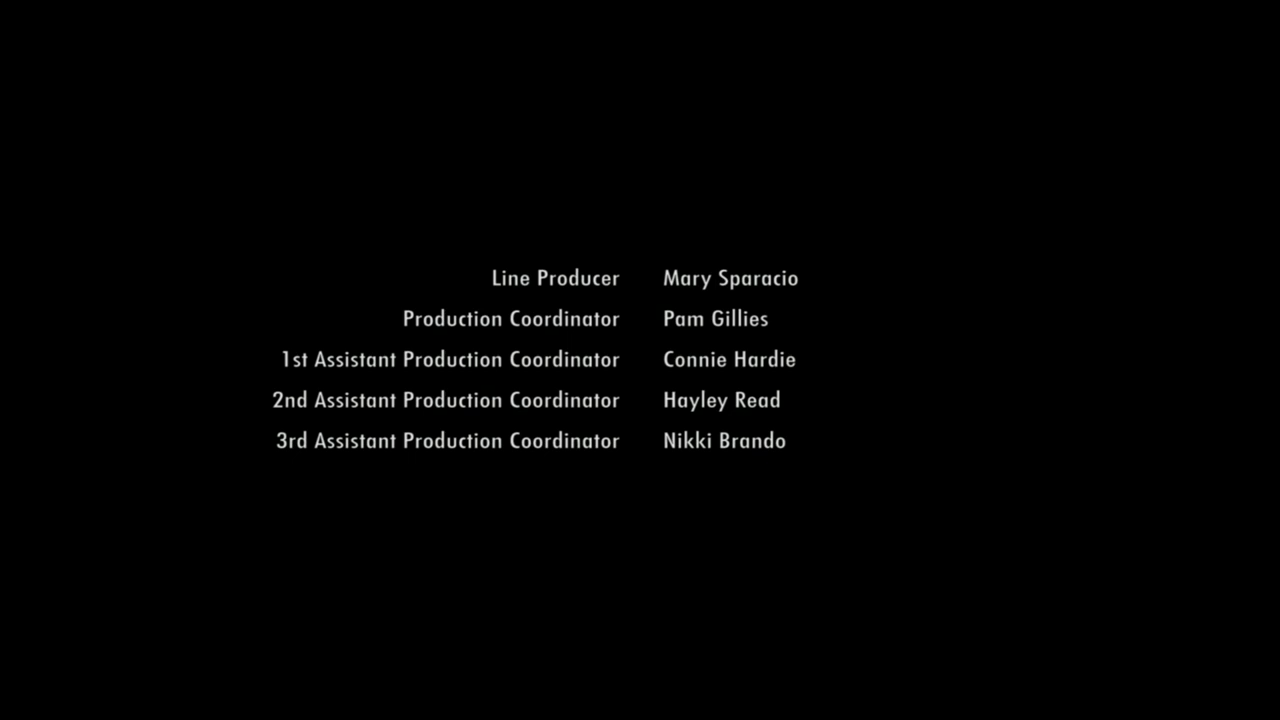 Line Producer Mary Sparacio
Production Coordinator Pam Gillies
1st Assistant Production Coordinator Connie Hardie
2nd Assistant Production Coordinator Hayley Read
3rd Assistant Production Coordinator Nikki Brando